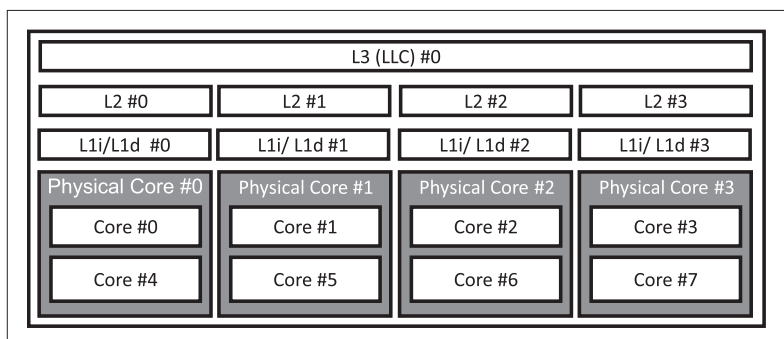 L3 (LLC) #0
L2 #0 L2 #1 L2 #2 L2 #3
L1i/L1d #0 L1i/ L1d #1 L1i/ L1d #2 L1i/ L1d #3
Physical Core #0 Physical Core #1 Physical Core #2 Physical Core #3
Core #0 Core #1 Core #2 Core #3
Core #4 Core #5 Core #6 Core #7